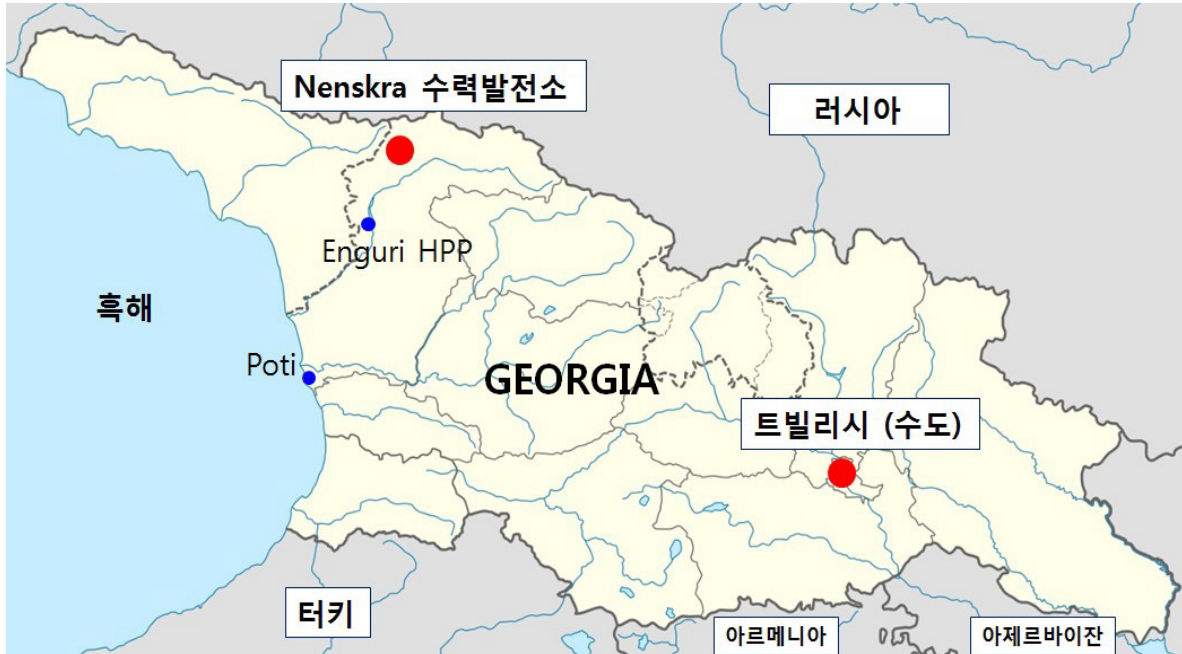 Nenskra 수력발전소
러시아
Enguri HPP
흑해
Poti
GEORGIA
트빌리시 (수도)
터키
아르메니아
아제르바이잔